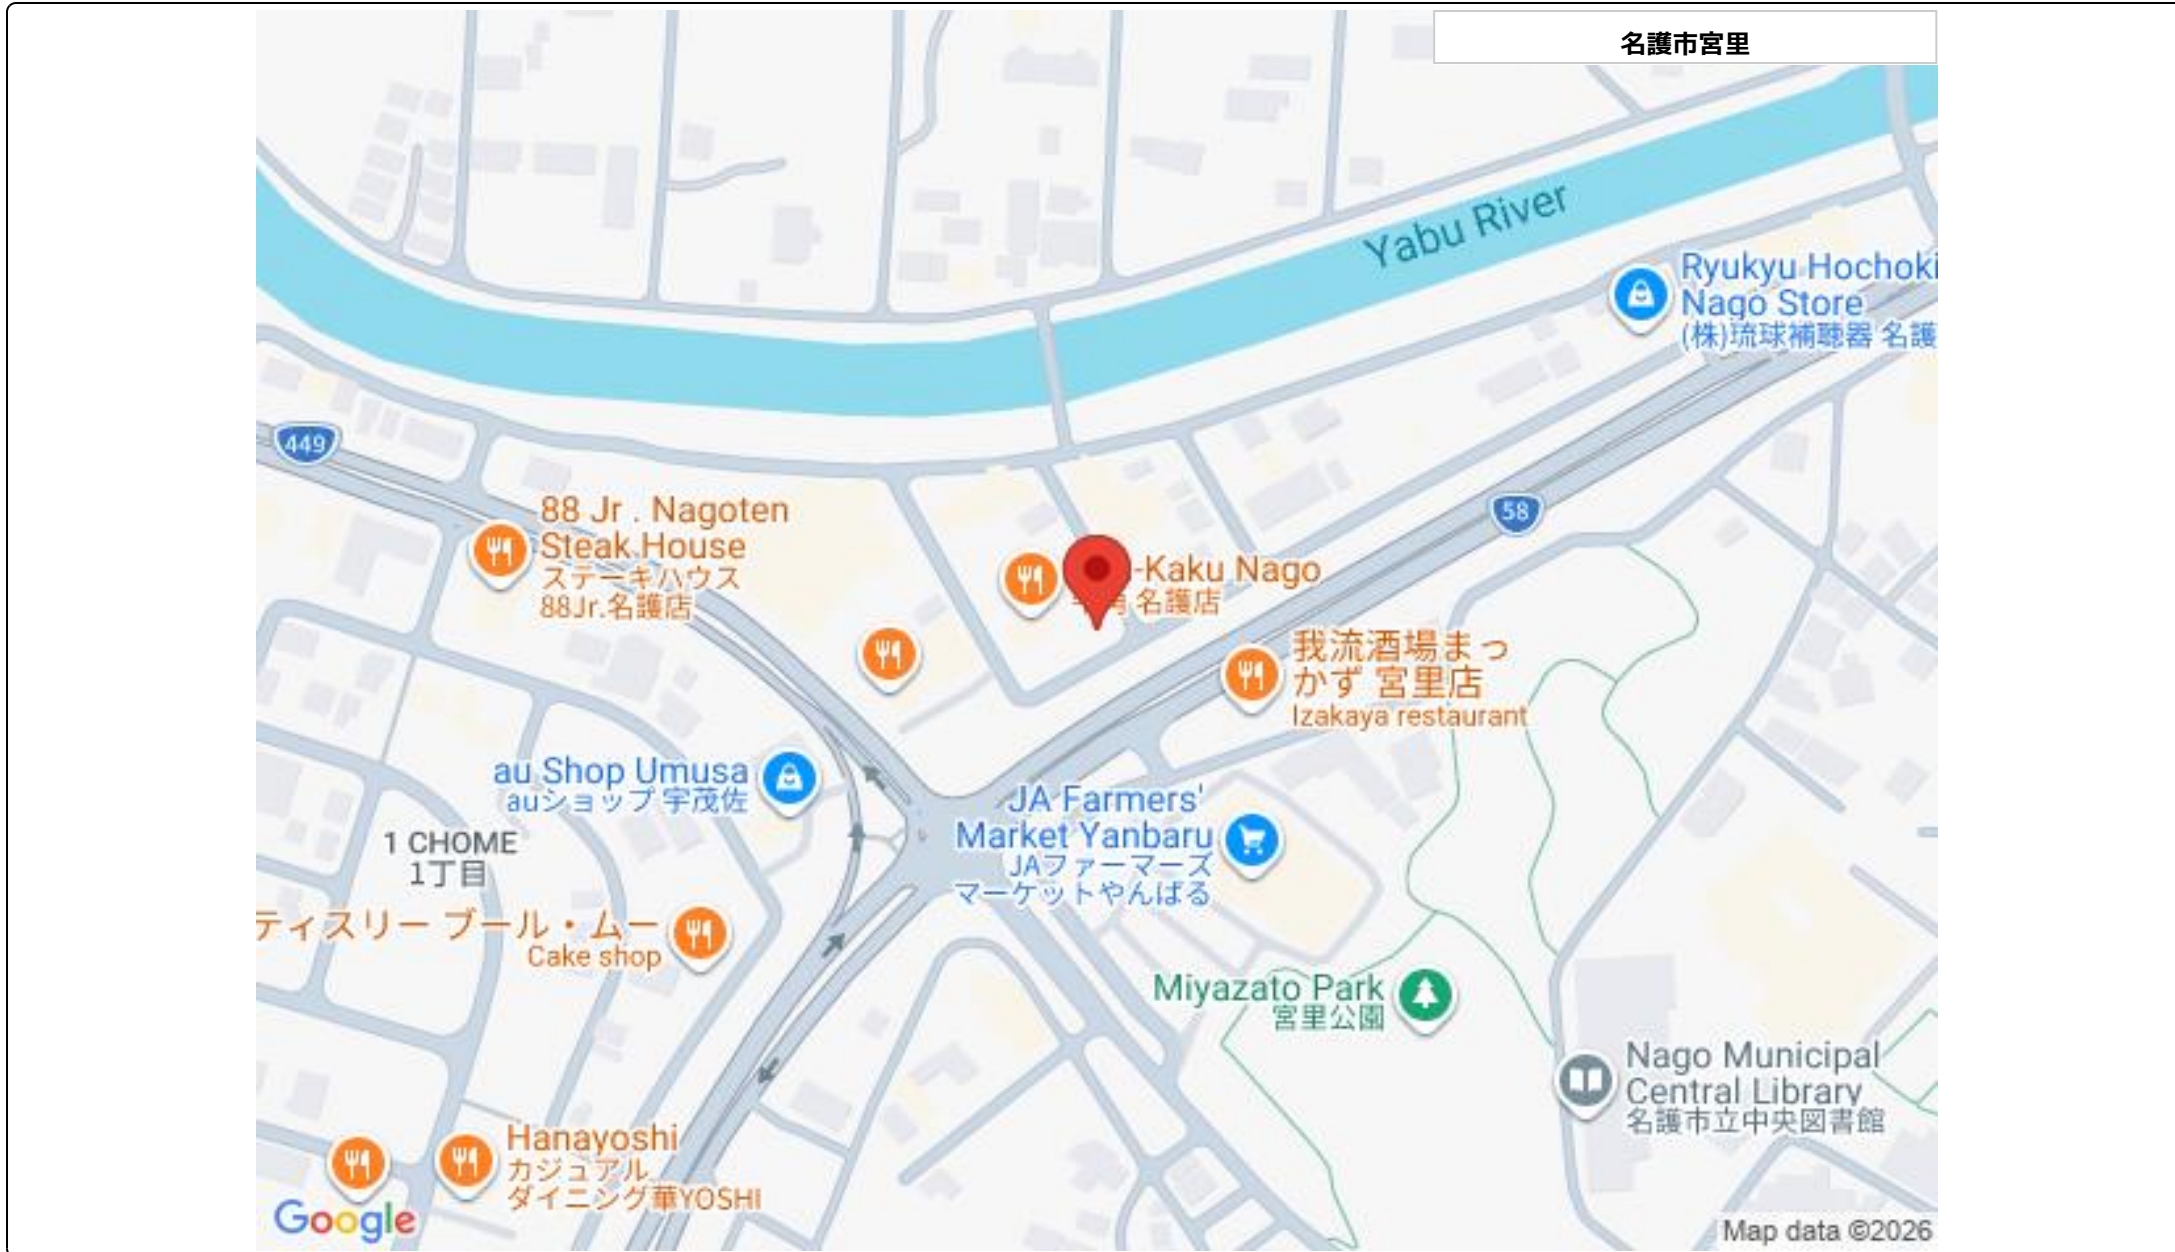 名護市宮里
Yabu River
Ryukyu Hochoki
Nago Store
(株)琉球補聴器 名護
449
58
88 Jr . Nagoten
Steak House
ステーキハウス
88Jr.名護店
-Kaku Nago
角 名護店
我流酒場まっ
かず 宮里店
Izakaya restaurant
au Shop Umusa
auショップ 宇茂佐
JA Farmers'
Market Yanbaru
JAファーマーズ
マーケットやんばる
1 CHOME
1丁目
ティスリー ブール・ムー
Cake shop
Miyazato Park
宮里公園
Nago Municipal
Central Library
名護市立中央図書館
Hanayoshi
カジュアル
ダイニング華YOSHI
Google
Map data ©2026